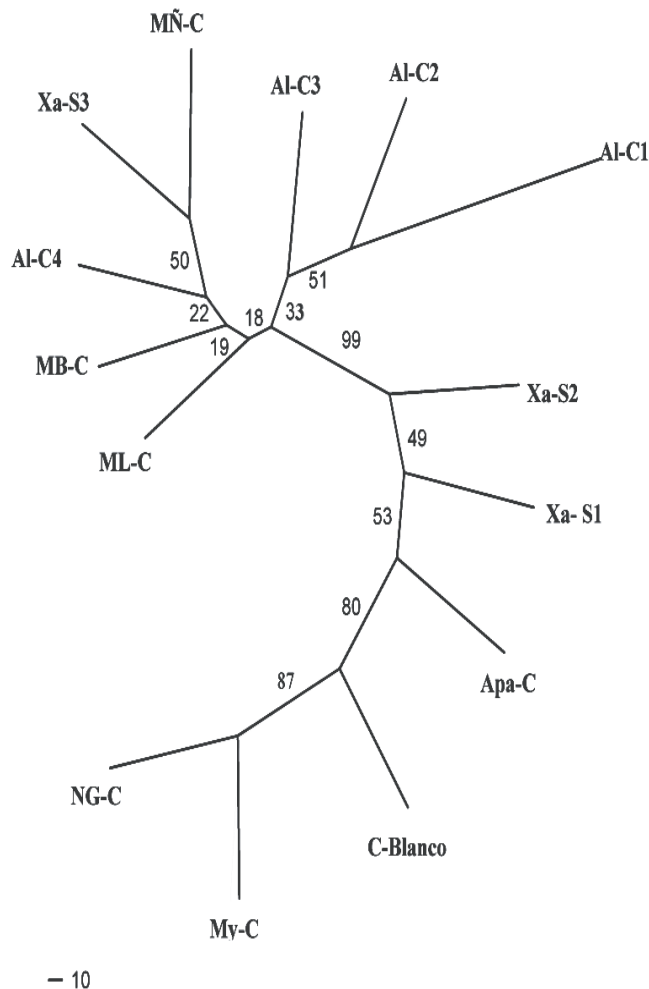 MÑ-C
Al-C2
Al-C3
Xa-S3
Al-C1
Al-C4
50
51
22
18
33
19
99
MB-C
Xa-S2
ML-C
49
Xa- S1
53
80
Apa-C
87
NG-C
C-Blanco
My-C
10